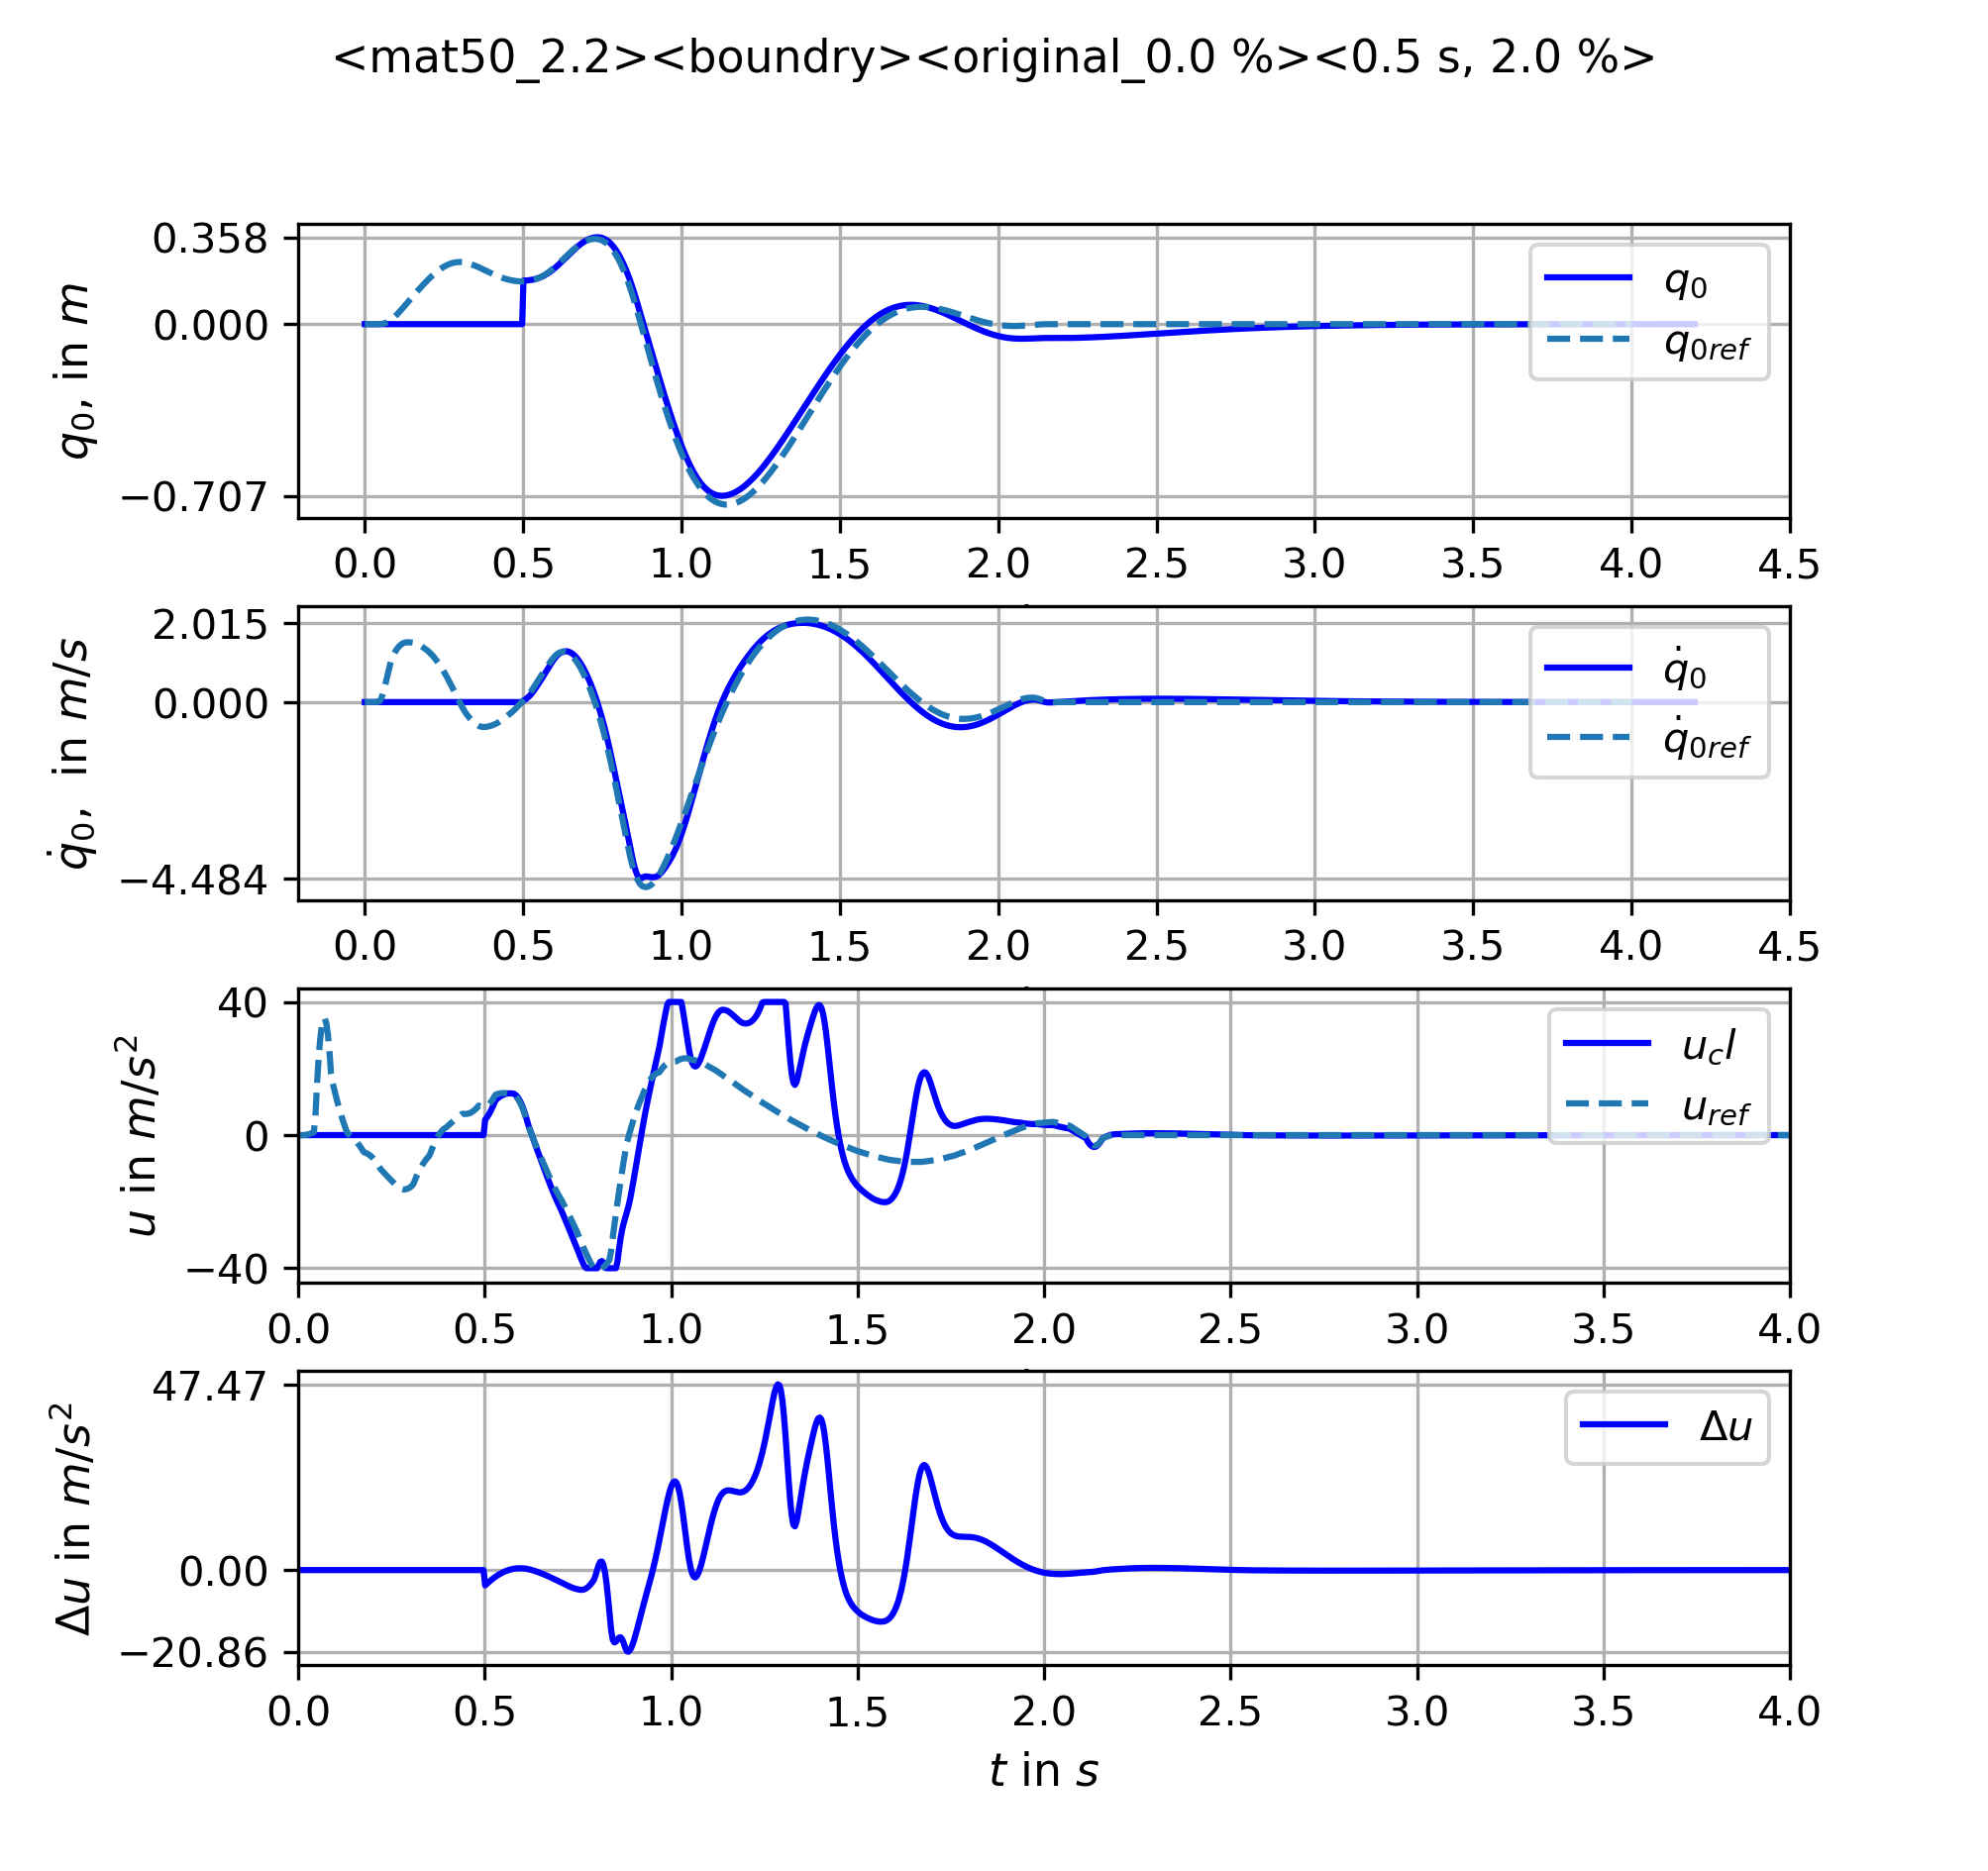 <mat50_2.2><boundry><original_0.0 %><0.5 s, 2.0 %>
q₀, in m
0.358
0.000
−0.707
q₀
q₀ref
0.0 0.5 1.0 1.5 2.0 2.5 3.0 3.5 4.0 4.5
q̇₀, in m/s
2.015
0.000
−4.484
q̇₀
q̇₀ref
0.0 0.5 1.0 1.5 2.0 2.5 3.0 3.5 4.0 4.5
u in m/s²
40
0
−40
u_cl
u_ref
0.0 0.5 1.0 1.5 2.0 2.5 3.0 3.5 4.0
Δu in m/s²
47.47
0.00
−20.86
Δu
0.0 0.5 1.0 1.5 2.0 2.5 3.0 3.5 4.0
t in s